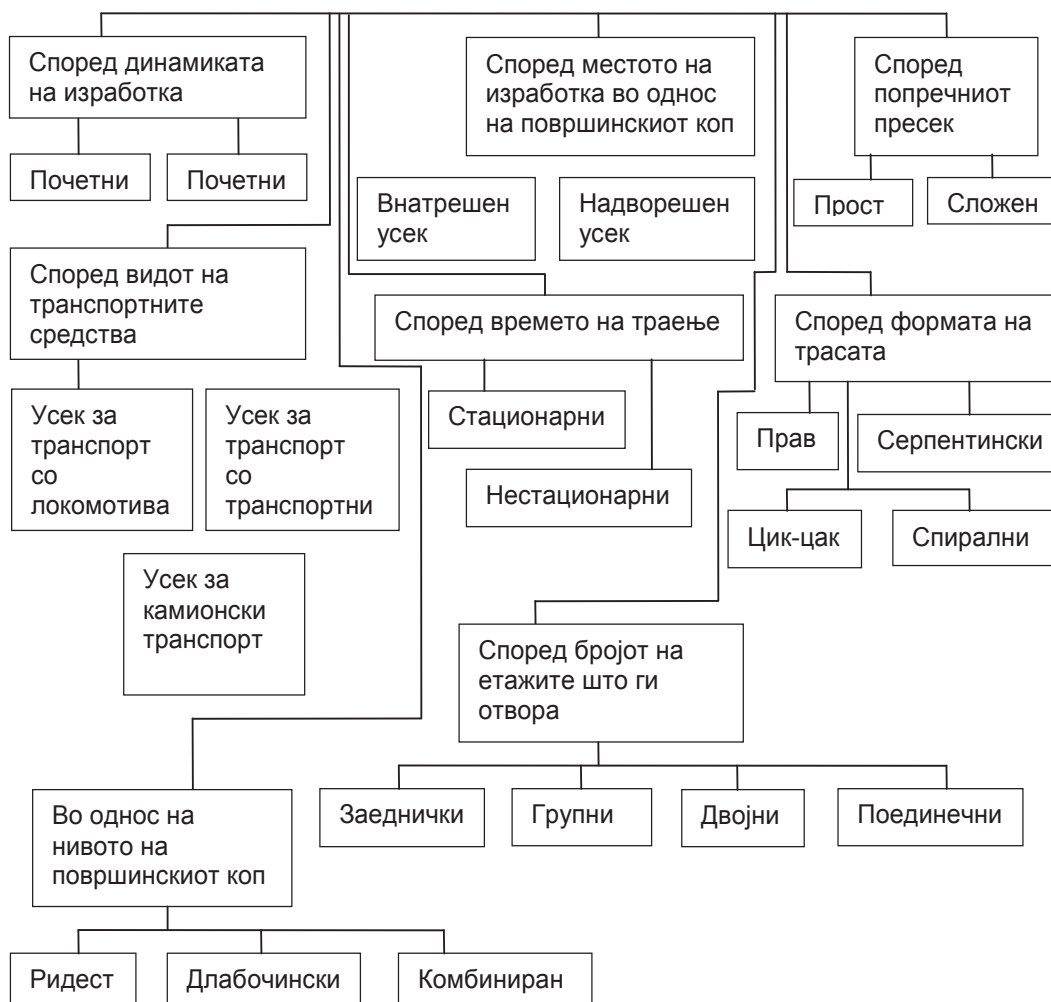 Според динамиката
на изработка
Според местото на
изработка во однос
на површинскиот коп
Според
попречниот
пресек
Почетни
Почетни
Внатрешен
усек
Надворешен
усек
Прост
Сложен
Според видот на
транспортните
средства
Според времето на траење
Според формата на
трасата
Усек за
транспорт
со
локомотива
Усек за
транспорт
со
транспортни
Стационарни
Нестационарни
Прав
Серпентински
Цик-цак
Спирални
Усек за
камионски
транспорт
Според бројот на
етажите што ги
отвора
Заеднички
Групни
Двојни
Поединечни
Во однос на
нивото на
површинскиот коп
Ридест
Длабочински
Комбиниран